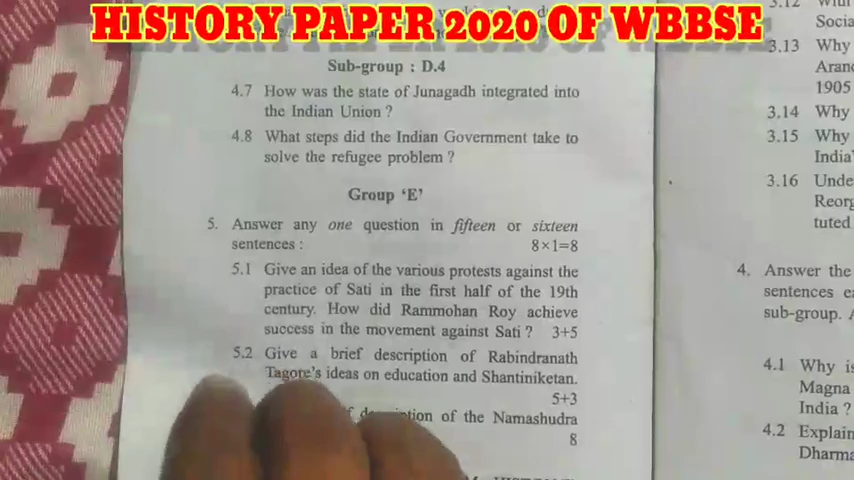 HISTORY PAPER 2020 OF WBBSE
Sub-group : D.4
4.7 How was the state of Junagadh integrated into
the Indian Union ?
4.8 What steps did the Indian Government take to
solve the refugee problem ?
Group ‘E’
5. Answer any one question in fifteen or sixteen
sentences : 8×1=8
5.1 Give an idea of the various protests against the
practice of Sati in the first half of the 19th
century. How did Rammohan Roy achieve
success in the movement against Sati ? 3+5
5.2 Give a brief description of Rabindranath
Tagore’s ideas on education and Shantiniketan.
5+3
of the Namashudra
8
3.12
3.13 Why
1905
3.14 Why
3.15 Why
3.16
4. Answer the
sub-group.
4.1 Why
Magna
India ?
4.2